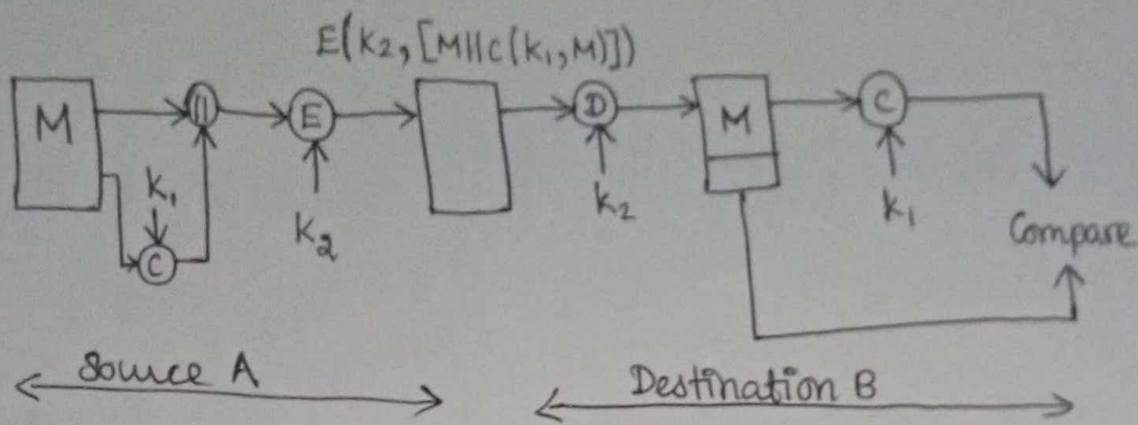 E(K2, [M||C(K1, M)])
M || E D M C
K1 K2 K2 K1
C Compare
Source A Destination B